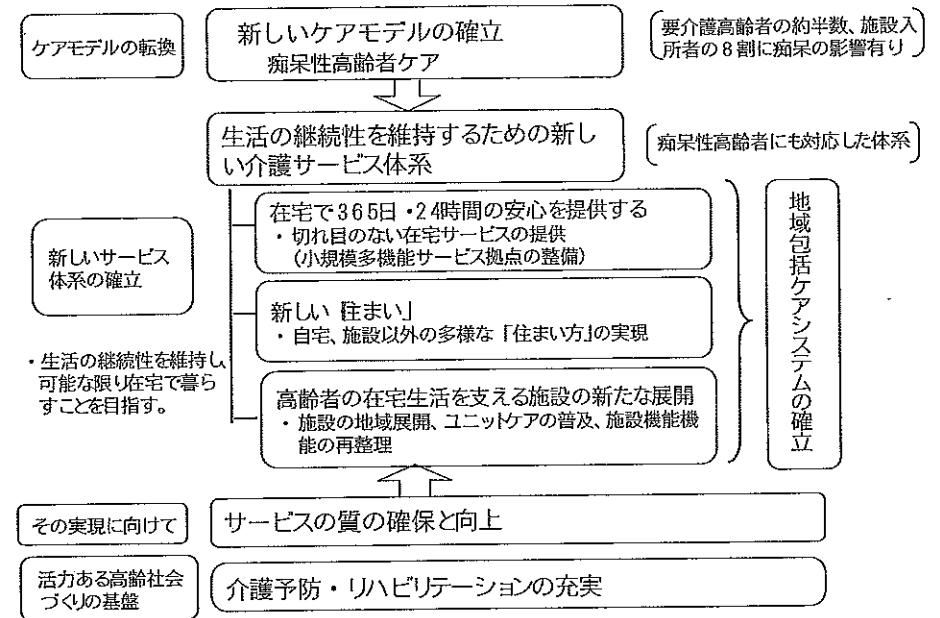 ケアモデルの転換
新しいケアモデルの確立
痴呆性高齢者ケア
要介護高齢者の約半数、施設入
所者の8割に痴呆の影響有り
生活の継続性を維持するための新し
い介護サービス体系
痴呆性高齢者にも対応した体系
新しいサービス
体系の確立
・生活の継続性を維持し、
可能な限り在宅で暮ら
すことを目指す。
在宅で365日・24時間の安心を提供する
・切れ目のない在宅サービスの提供
(小規模多機能サービス拠点の整備)
新しい「住まい」
・自宅、施設以外の多様な「住まい方」の実現
高齢者の在宅生活を支える施設の新たな展開
・施設の地域展開、ユニットケアの普及、施設機能機
能の再整理
地域包括ケアシステムの確立
その実現に向けて
サービスの質の確保と向上
活力ある高齢社会
づくりの基盤
介護予防・リハビリテーションの充実